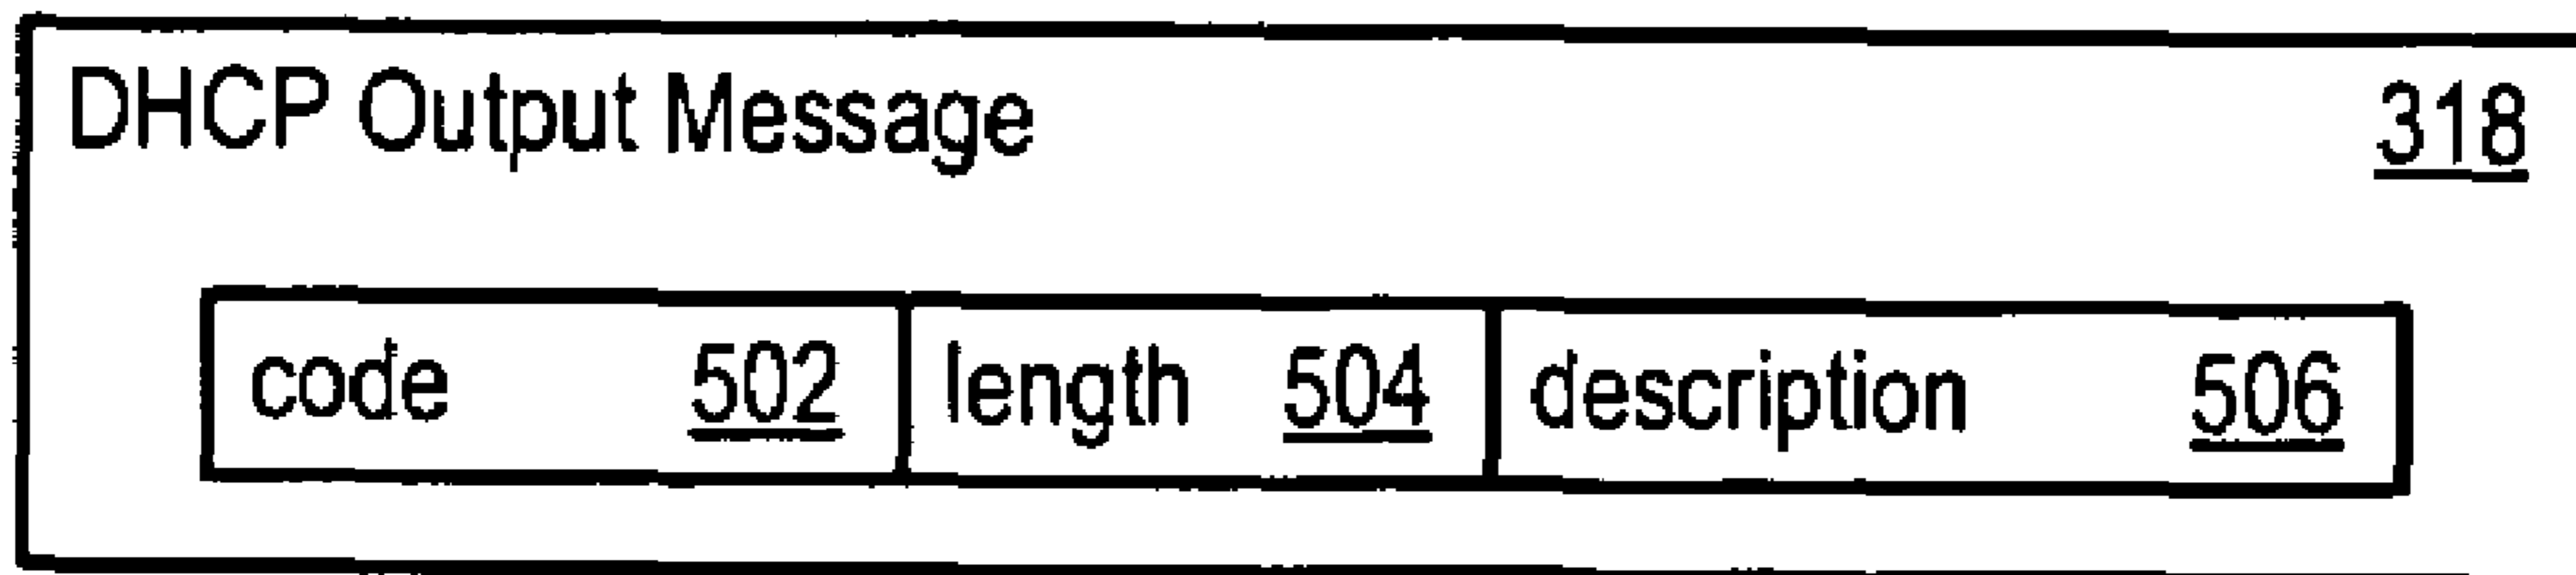 DHCP Output Message 318
code 502 length 504 description 506